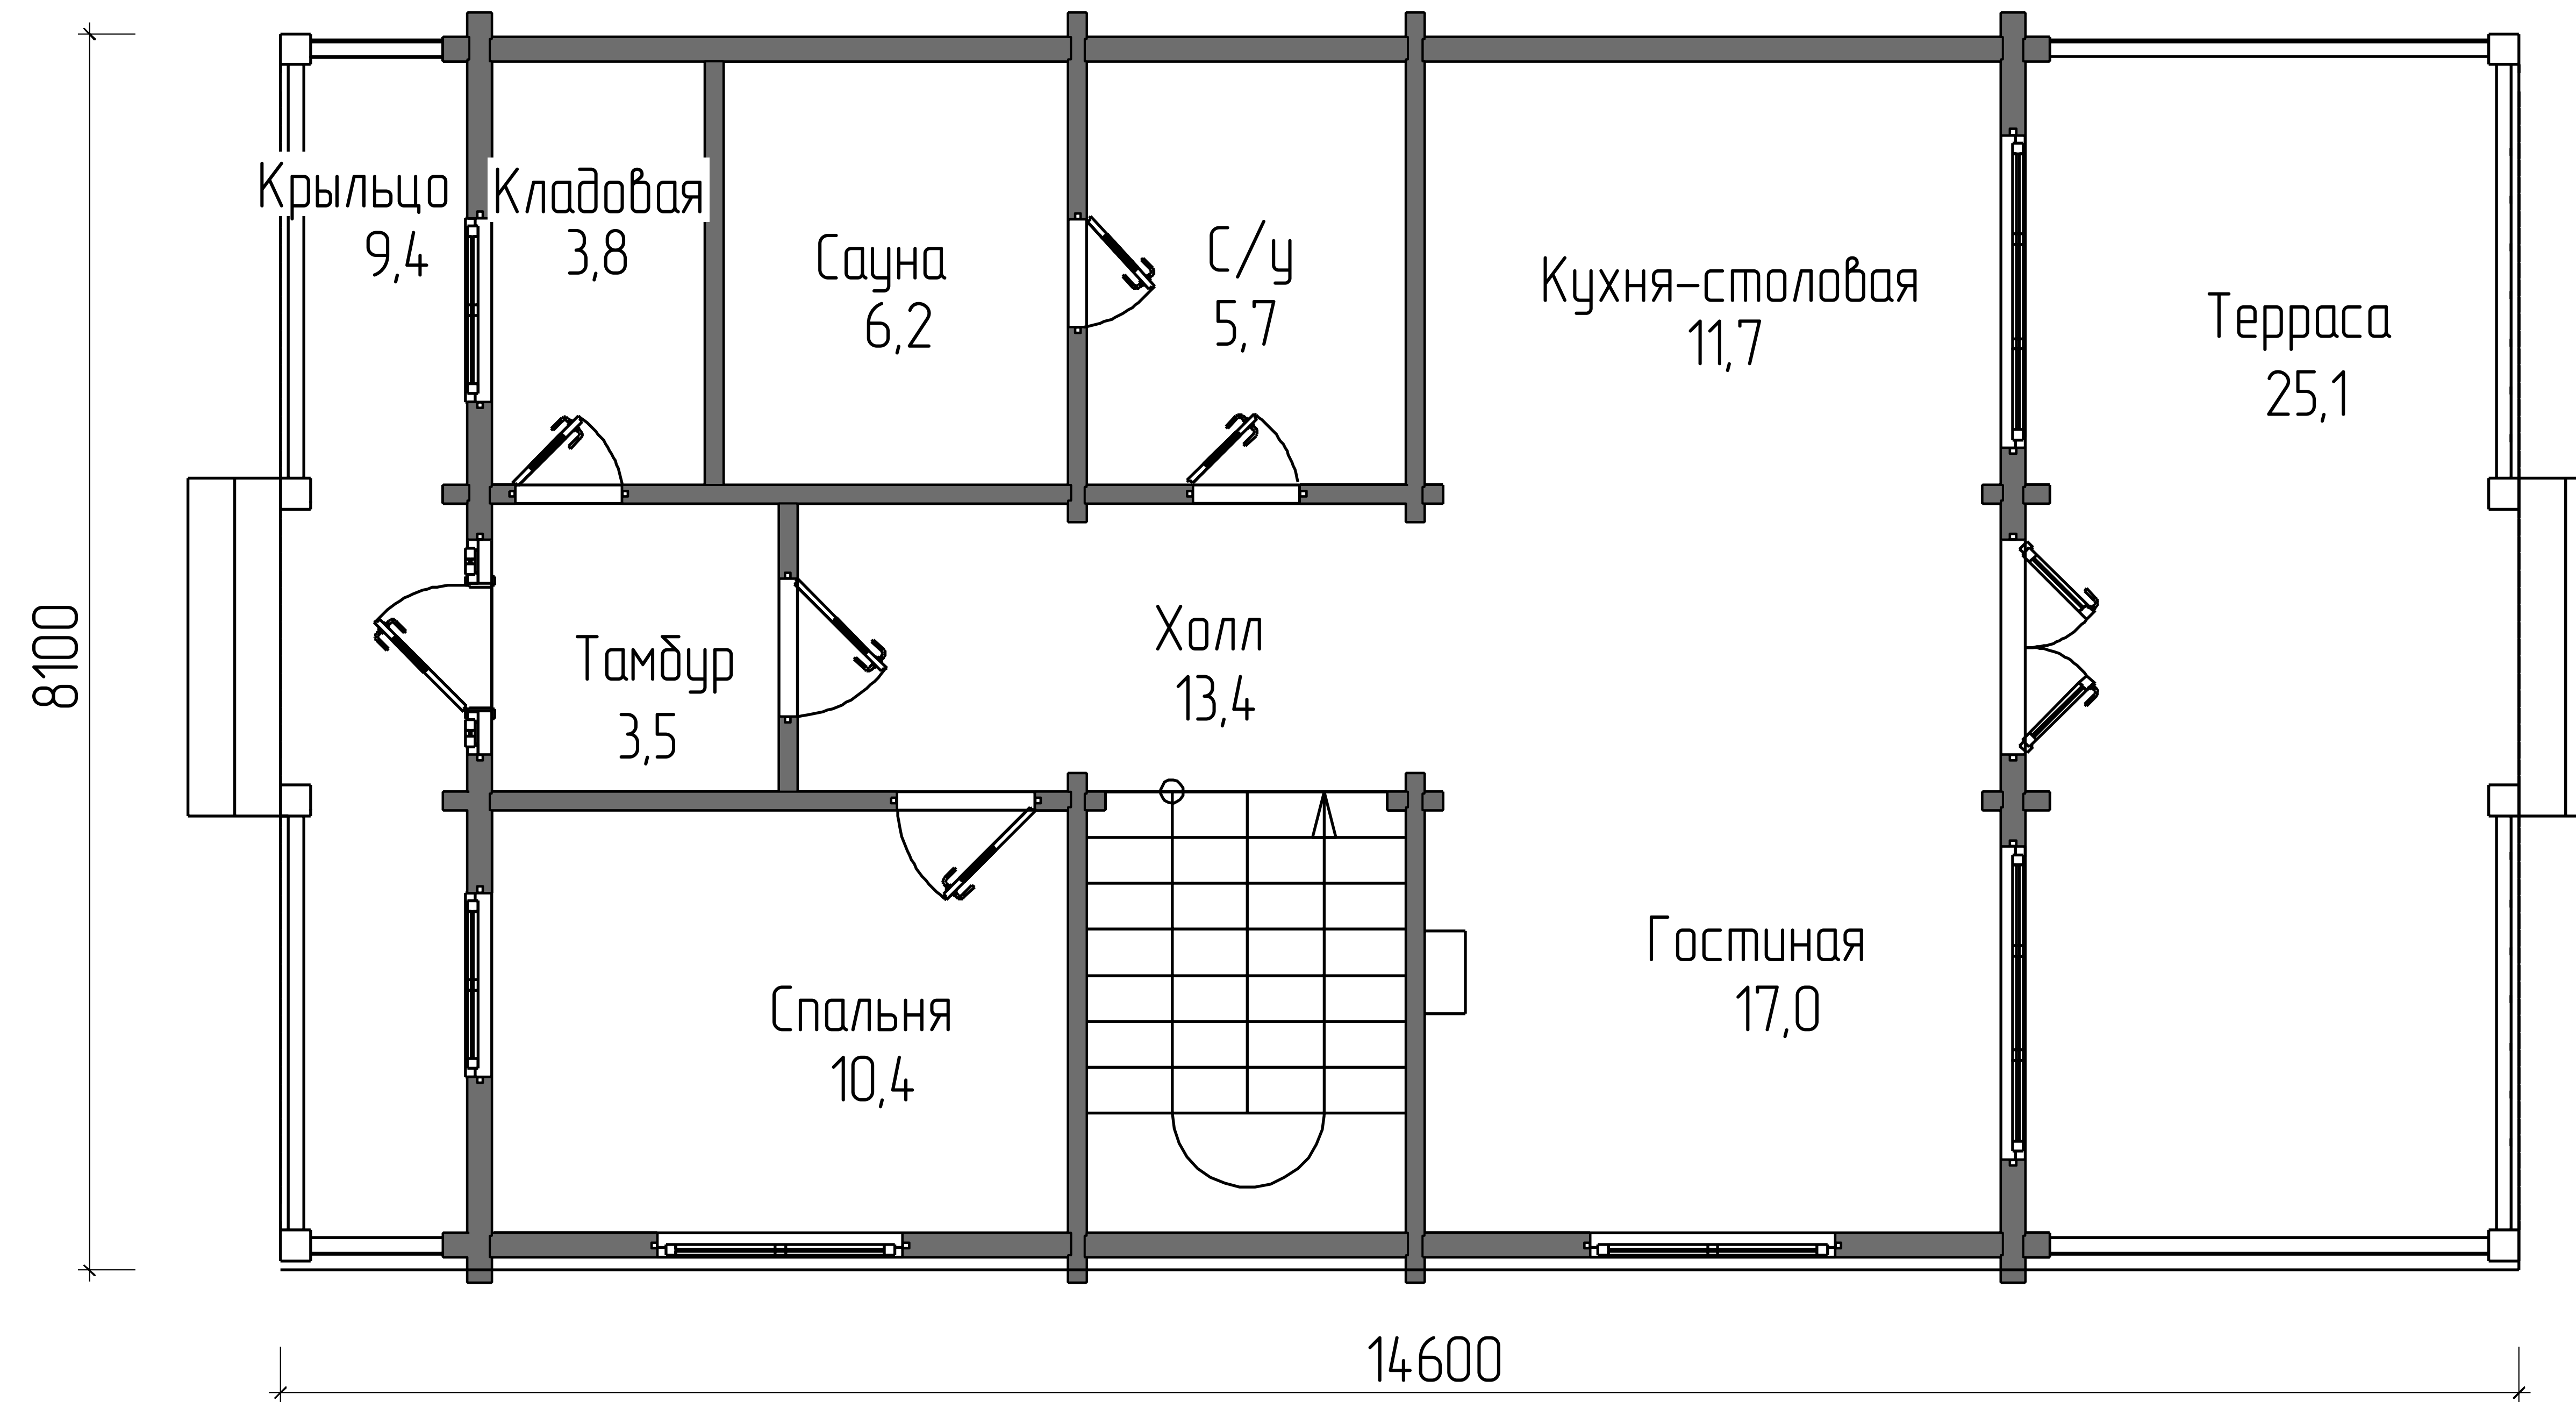 Крыльцо
9,4
Кладовая
3,8
Сауна
6,2
С/у
5,7
Кухня-столовая
11,7
Терраса
25,1
8100
Тамбур
3,5
Холл
13,4
Спальня
10,4
Гостиная
17,0
14600